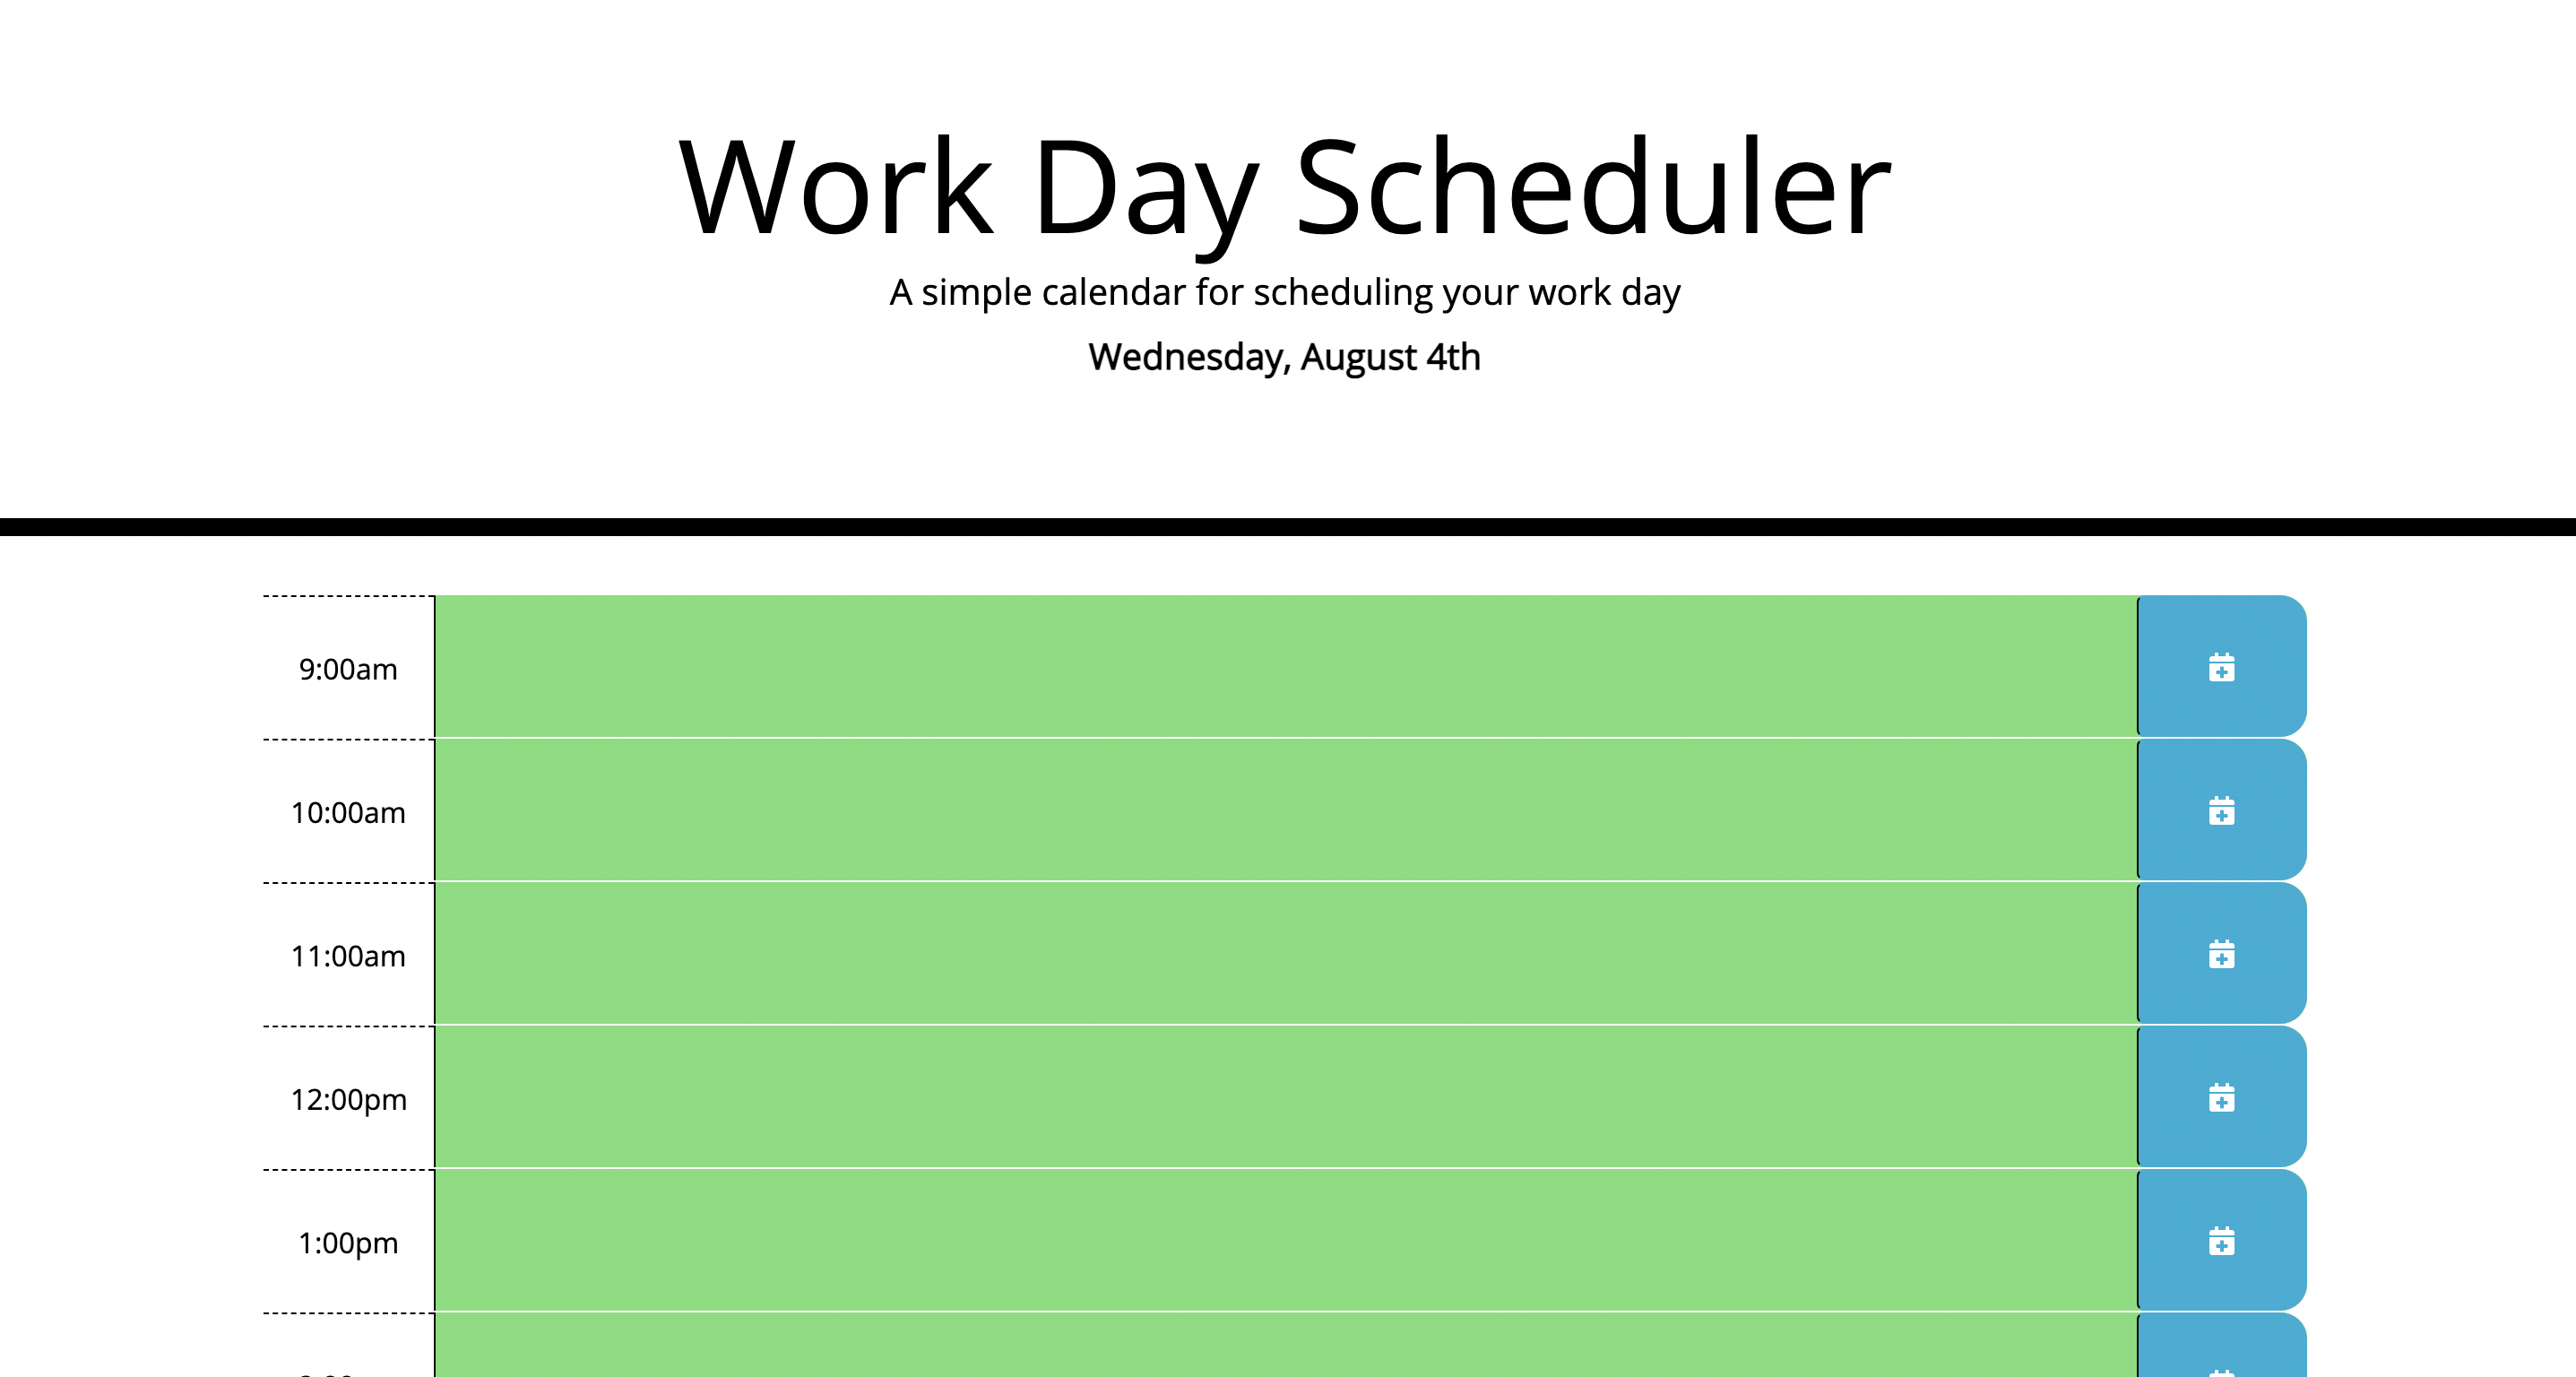 Work Day Scheduler
A simple calendar for scheduling your work day
Wednesday, August 4th
9:00am
10:00am
11:00am
12:00pm
1:00pm